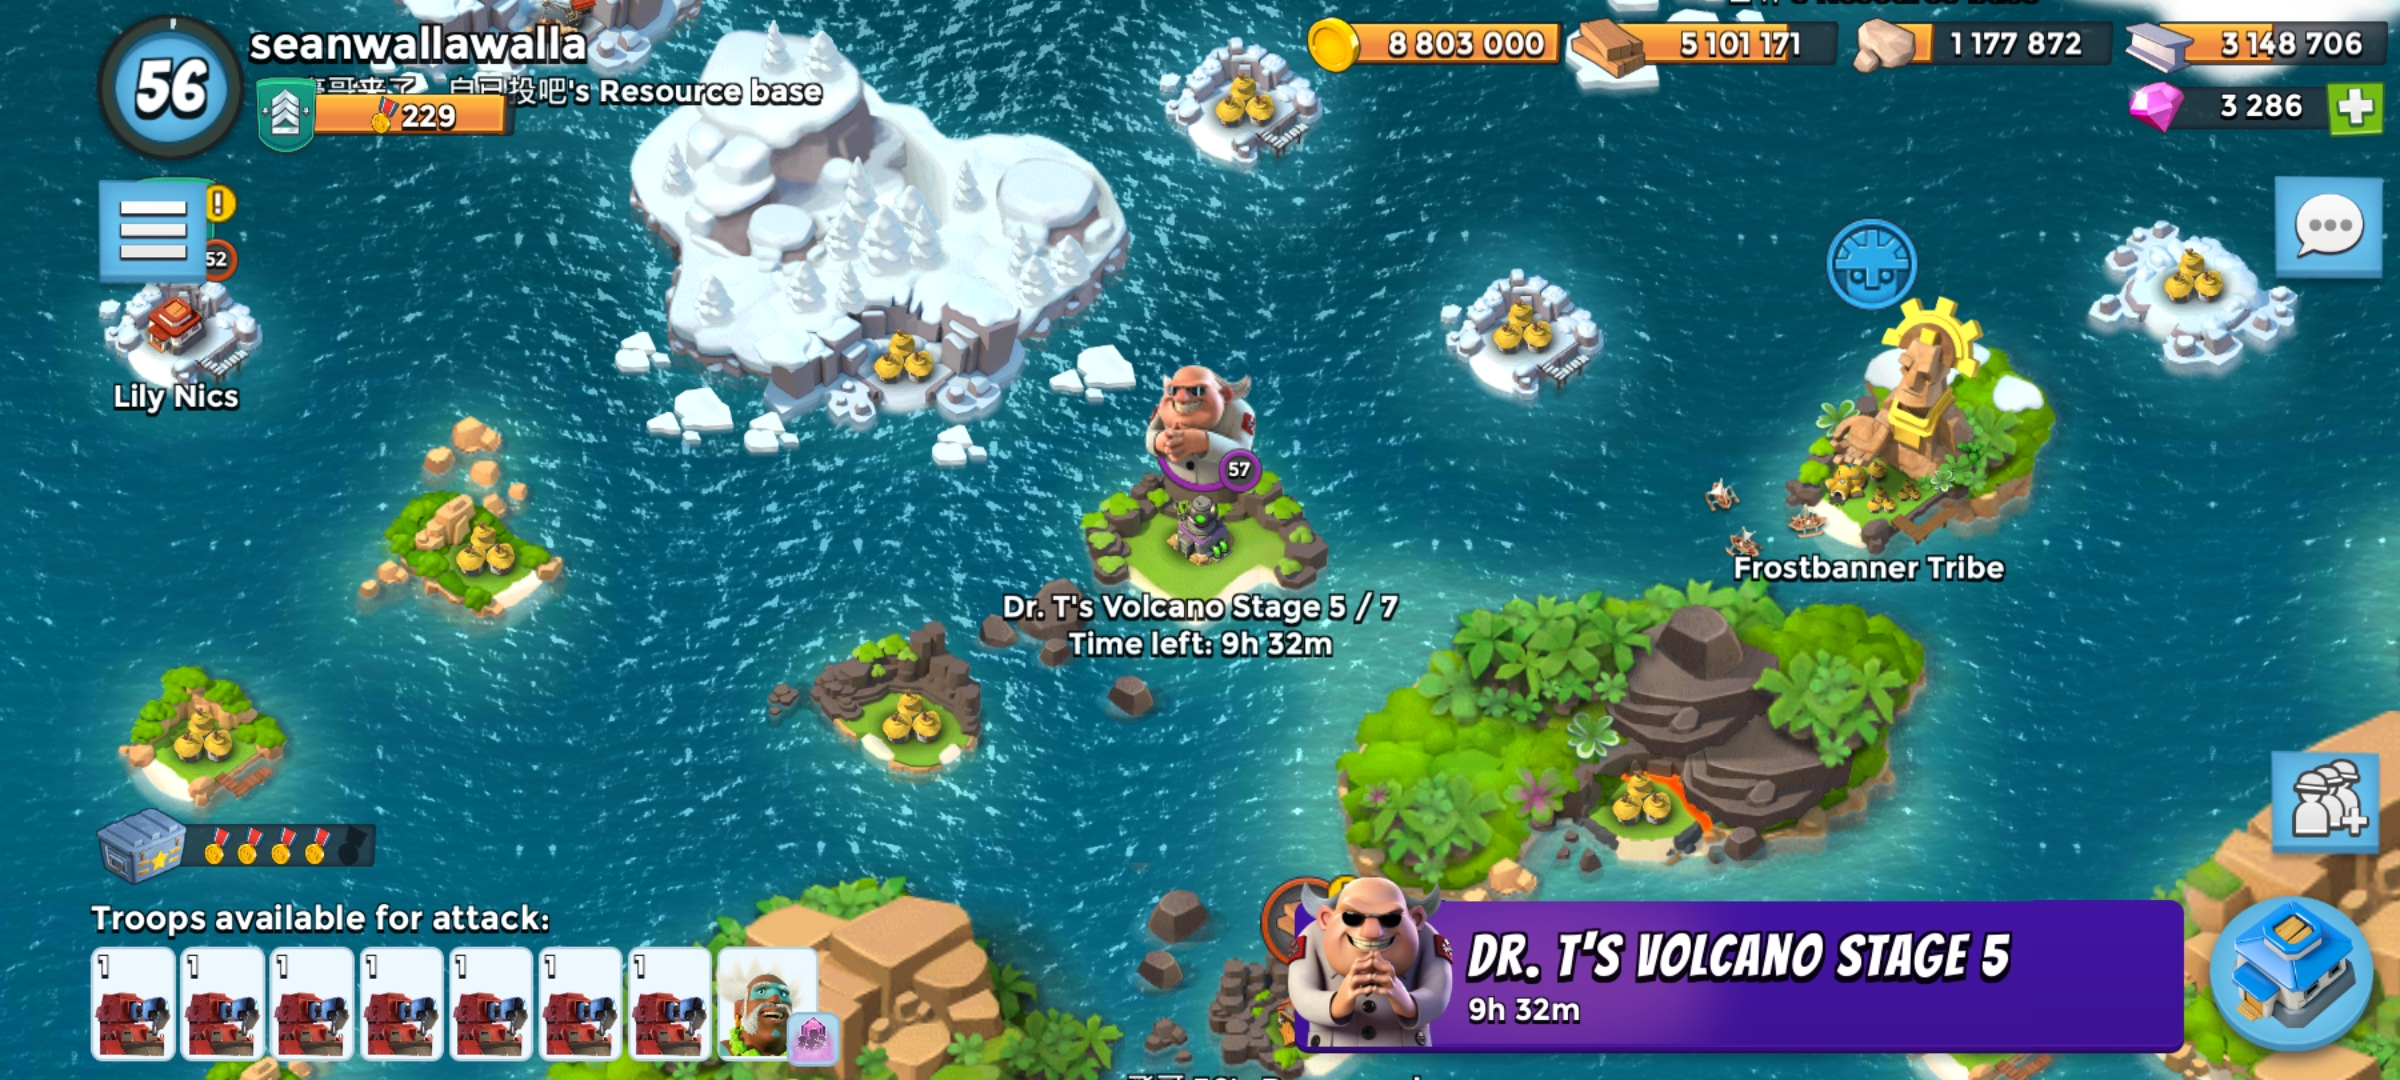 56
seanwallawalla
's Resource base
229
8 803 000
5 101 171
1 177 872
3 148 706
3 286
52
Lily Nics
57
Dr. T's Volcano Stage 5 / 7
Time left: 9h 32m
Frostbanner Tribe
Troops available for attack:
1 1 1 1 1 1 1
DR. T'S VOLCANO STAGE 5
9h 32m